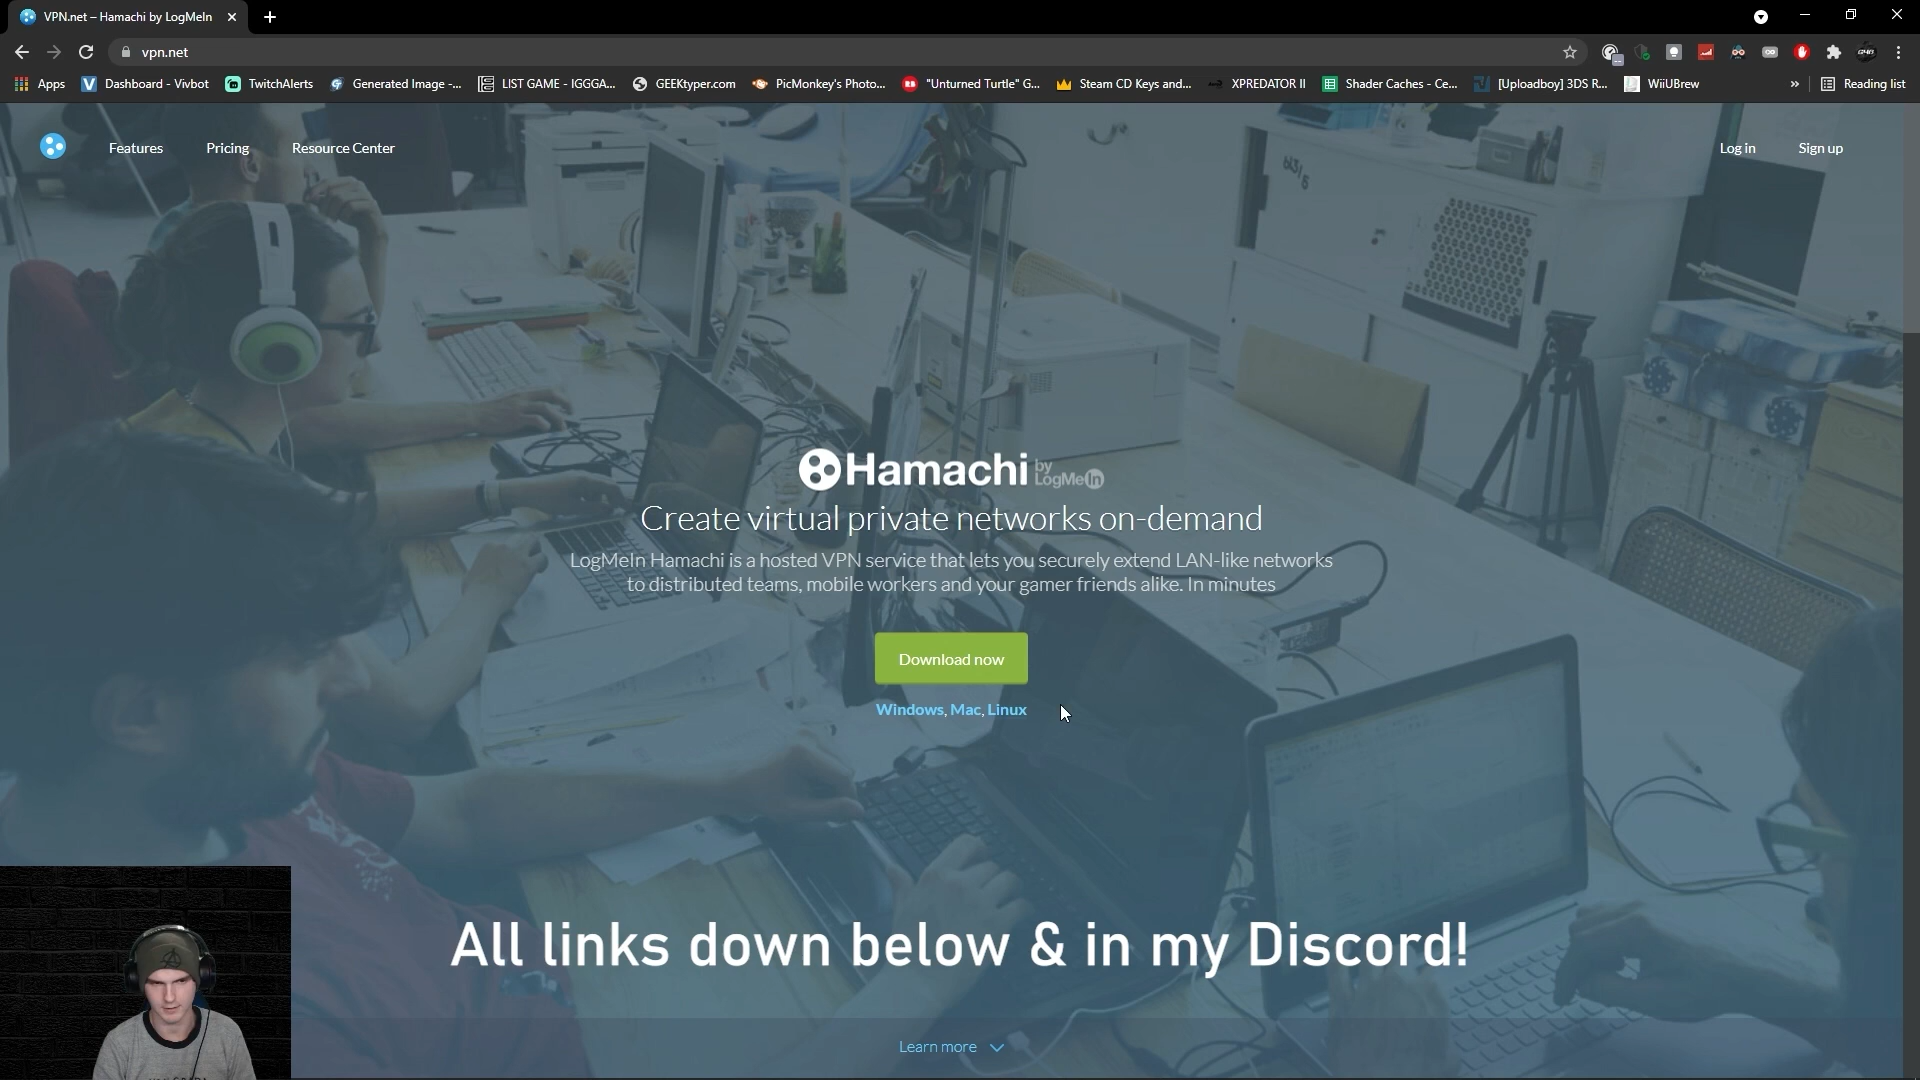 VPN.net – Hamachi by LogMeIn
vpn.net
Apps
Dashboard - Vivbot
TwitchAlerts
Generated Image -...
LIST GAME - IGGGA...
GEEKtyper.com
PicMonkey's Photo...
"Unturned Turtle" G...
Steam CD Keys and...
XPREDATOR II
Shader Caches - Ce...
[Uploadboy] 3DS R...
WiiUBrew
»
Reading list
Features
Pricing
Resource Center
Log in
Sign up
Hamachi by LogMeIn
Create virtual private networks on-demand
LogMeIn Hamachi is a hosted VPN service that lets you securely extend LAN-like networks
to distributed teams, mobile workers and your gamer friends alike. In minutes
Download now
Windows, Mac, Linux
All links down below & in my Discord!
Learn more